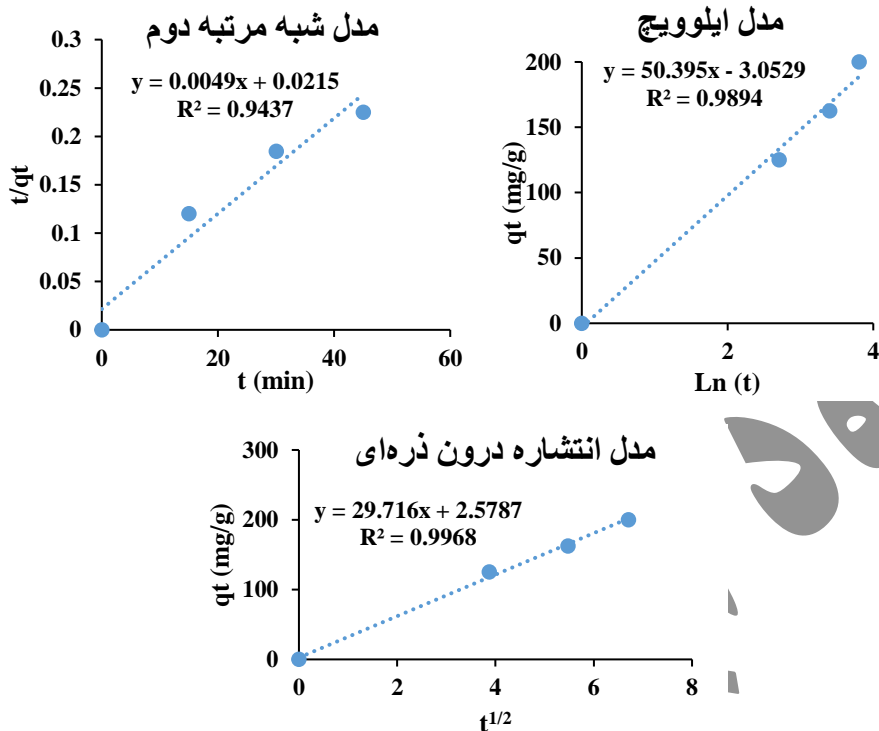 مدل شبه مرتبه دوم
y = 0.0049x + 0.0215
R² = 0.9437
0.3
0.25
0.2
0.15
0.1
0.05
0
t/qt
0 20 40 60
t (min)
مدل ایلوویچ
y = 50.395x - 3.0529
R² = 0.9894
200
150
100
50
0
qt (mg/g)
0 2 4
Ln (t)
مدل انتشاره درون ذره‌ای
y = 29.716x + 2.5787
R² = 0.9968
300
200
100
0
qt (mg/g)
0 2 4 6 8
t^1/2